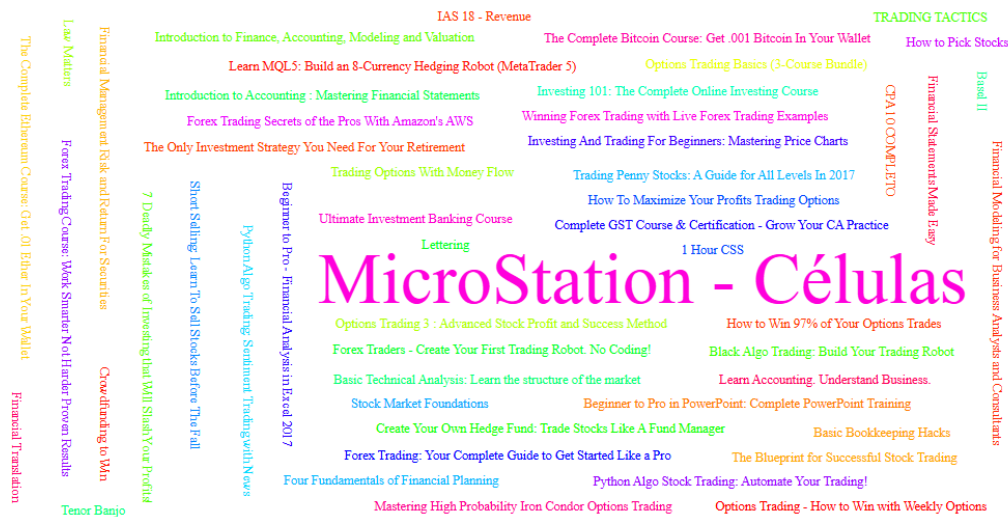 IAS 18 - Revenue
TRADING TACTICS
Introduction to Finance, Accounting, Modeling and Valuation
The Complete Bitcoin Course: Get .001 Bitcoin In Your Wallet
How to Pick Stocks
Learn MQL5: Build an 8-Currency Hedging Robot (MetaTrader 5)
Options Trading Basics (3-Course Bundle)
Introduction to Accounting : Mastering Financial Statements
Investing 101: The Complete Online Investing Course
Forex Trading Secrets of the Pros With Amazon's AWS
Winning Forex Trading with Live Forex Trading Examples
The Only Investment Strategy You Need For Your Retirement
Investing And Trading For Beginners: Mastering Price Charts
Trading Options With Money Flow
Trading Penny Stocks: A Guide for All Levels In 2017
How To Maximize Your Profits Trading Options
Ultimate Investment Banking Course
Complete GST Course & Certification - Grow Your CA Practice
Lettering
1 Hour CSS
MicroStation - Células
Options Trading 3 : Advanced Stock Profit and Success Method
How to Win 97% of Your Options Trades
Forex Traders - Create Your First Trading Robot. No Coding!
Black Algo Trading: Build Your Trading Robot
Basic Technical Analysis: Learn the structure of the market
Learn Accounting. Understand Business.
Stock Market Foundations
Beginner to Pro in PowerPoint: Complete PowerPoint Training
Create Your Own Hedge Fund: Trade Stocks Like A Fund Manager
Basic Bookkeeping Hacks
Forex Trading: Your Complete Guide to Get Started Like a Pro
The Blueprint for Successful Stock Trading
Four Fundamentals of Financial Planning
Python Algo Stock Trading: Automate Your Trading!
Mastering High Probability Iron Condor Options Trading
Options Trading - How to Win with Weekly Options
Tenor Banjo
The Complete Ethereum Course: Get .01 Ether In Your Wallet
Financial Translation
Law Matters
Forex Trading Course: Work Smarter Not Harder Proven Results
Financial Management Risk and Return For Securities
Crowdfunding to Win
7 Deadly Mistakes of Investing that Will Slash Your Profits!
Short Selling: Learn To Sell Stocks Before The Fall
Python Algo Trading: Sentiment Trading with News
Beginner to Pro - Financial Analysis in Excel 2017
CPA 10 COMPLETO
Financial Statements Made Easy
Basel II
Financial Modeling for Business Analysts and Consultants